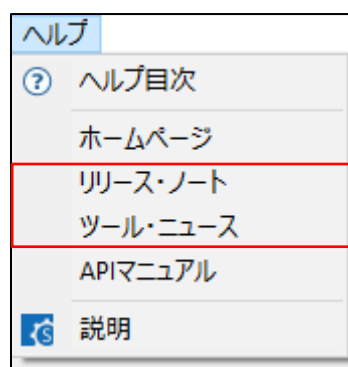 ヘルプ
ヘルプ目次
ホームページ
リリース・ノート
ツール・ニュース
APIマニュアル
説明